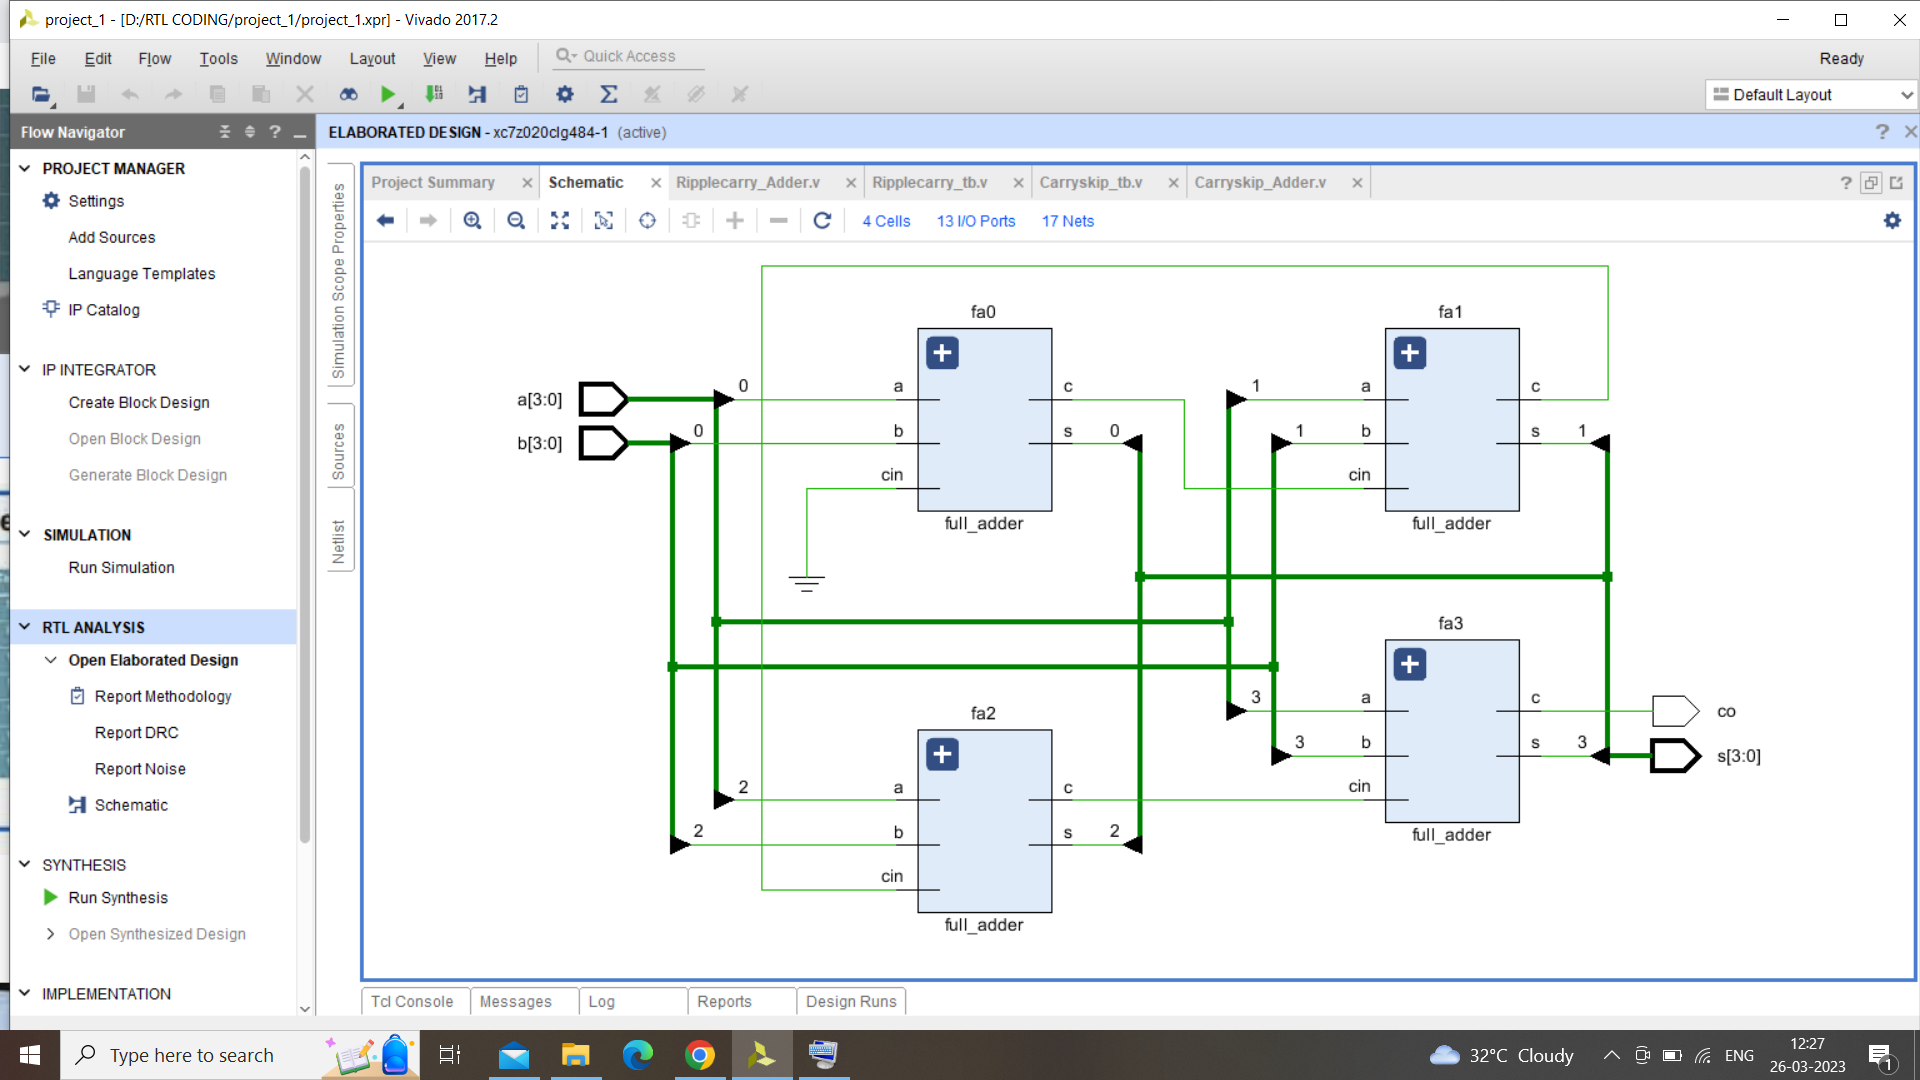 project_1 - [D:/RTL CODING/project_1/project_1.xpr] - Vivado 2017.2
File Edit Flow Tools Window Layout View Help Quick Access Ready
Default Layout
Flow Navigator ? ELABORATED DESIGN - xc7z020clg484-1 (active) ?
PROJECT MANAGER
Settings
Add Sources
Language Templates
IP Catalog
IP INTEGRATOR
Create Block Design
Open Block Design
Generate Block Design
SIMULATION
Run Simulation
RTL ANALYSIS
Open Elaborated Design
Report Methodology
Report DRC
Report Noise
Schematic
SYNTHESIS
Run Synthesis
Open Synthesized Design
IMPLEMENTATION
Simulation Scope Properties
Sources
Netlist
Project Summary Schematic Ripplecarry_Adder.v Ripplecarry_tb.v Carryskip_tb.v Carryskip_Adder.v ?
4 Cells 13 I/O Ports 17 Nets
fa0 fa1
a[3:0] 0 a c 1 a c
b[3:0] 0 b s 0 1 b s 1
cin cin
full_adder full_adder
fa3
3 a c co
fa2
3 b s 3 s[3:0]
2 a c cin
2 b s 2 full_adder
cin
full_adder
Tcl Console Messages Log Reports Design Runs
Type here to search 32°C Cloudy ENG 12:27
26-03-2023 1